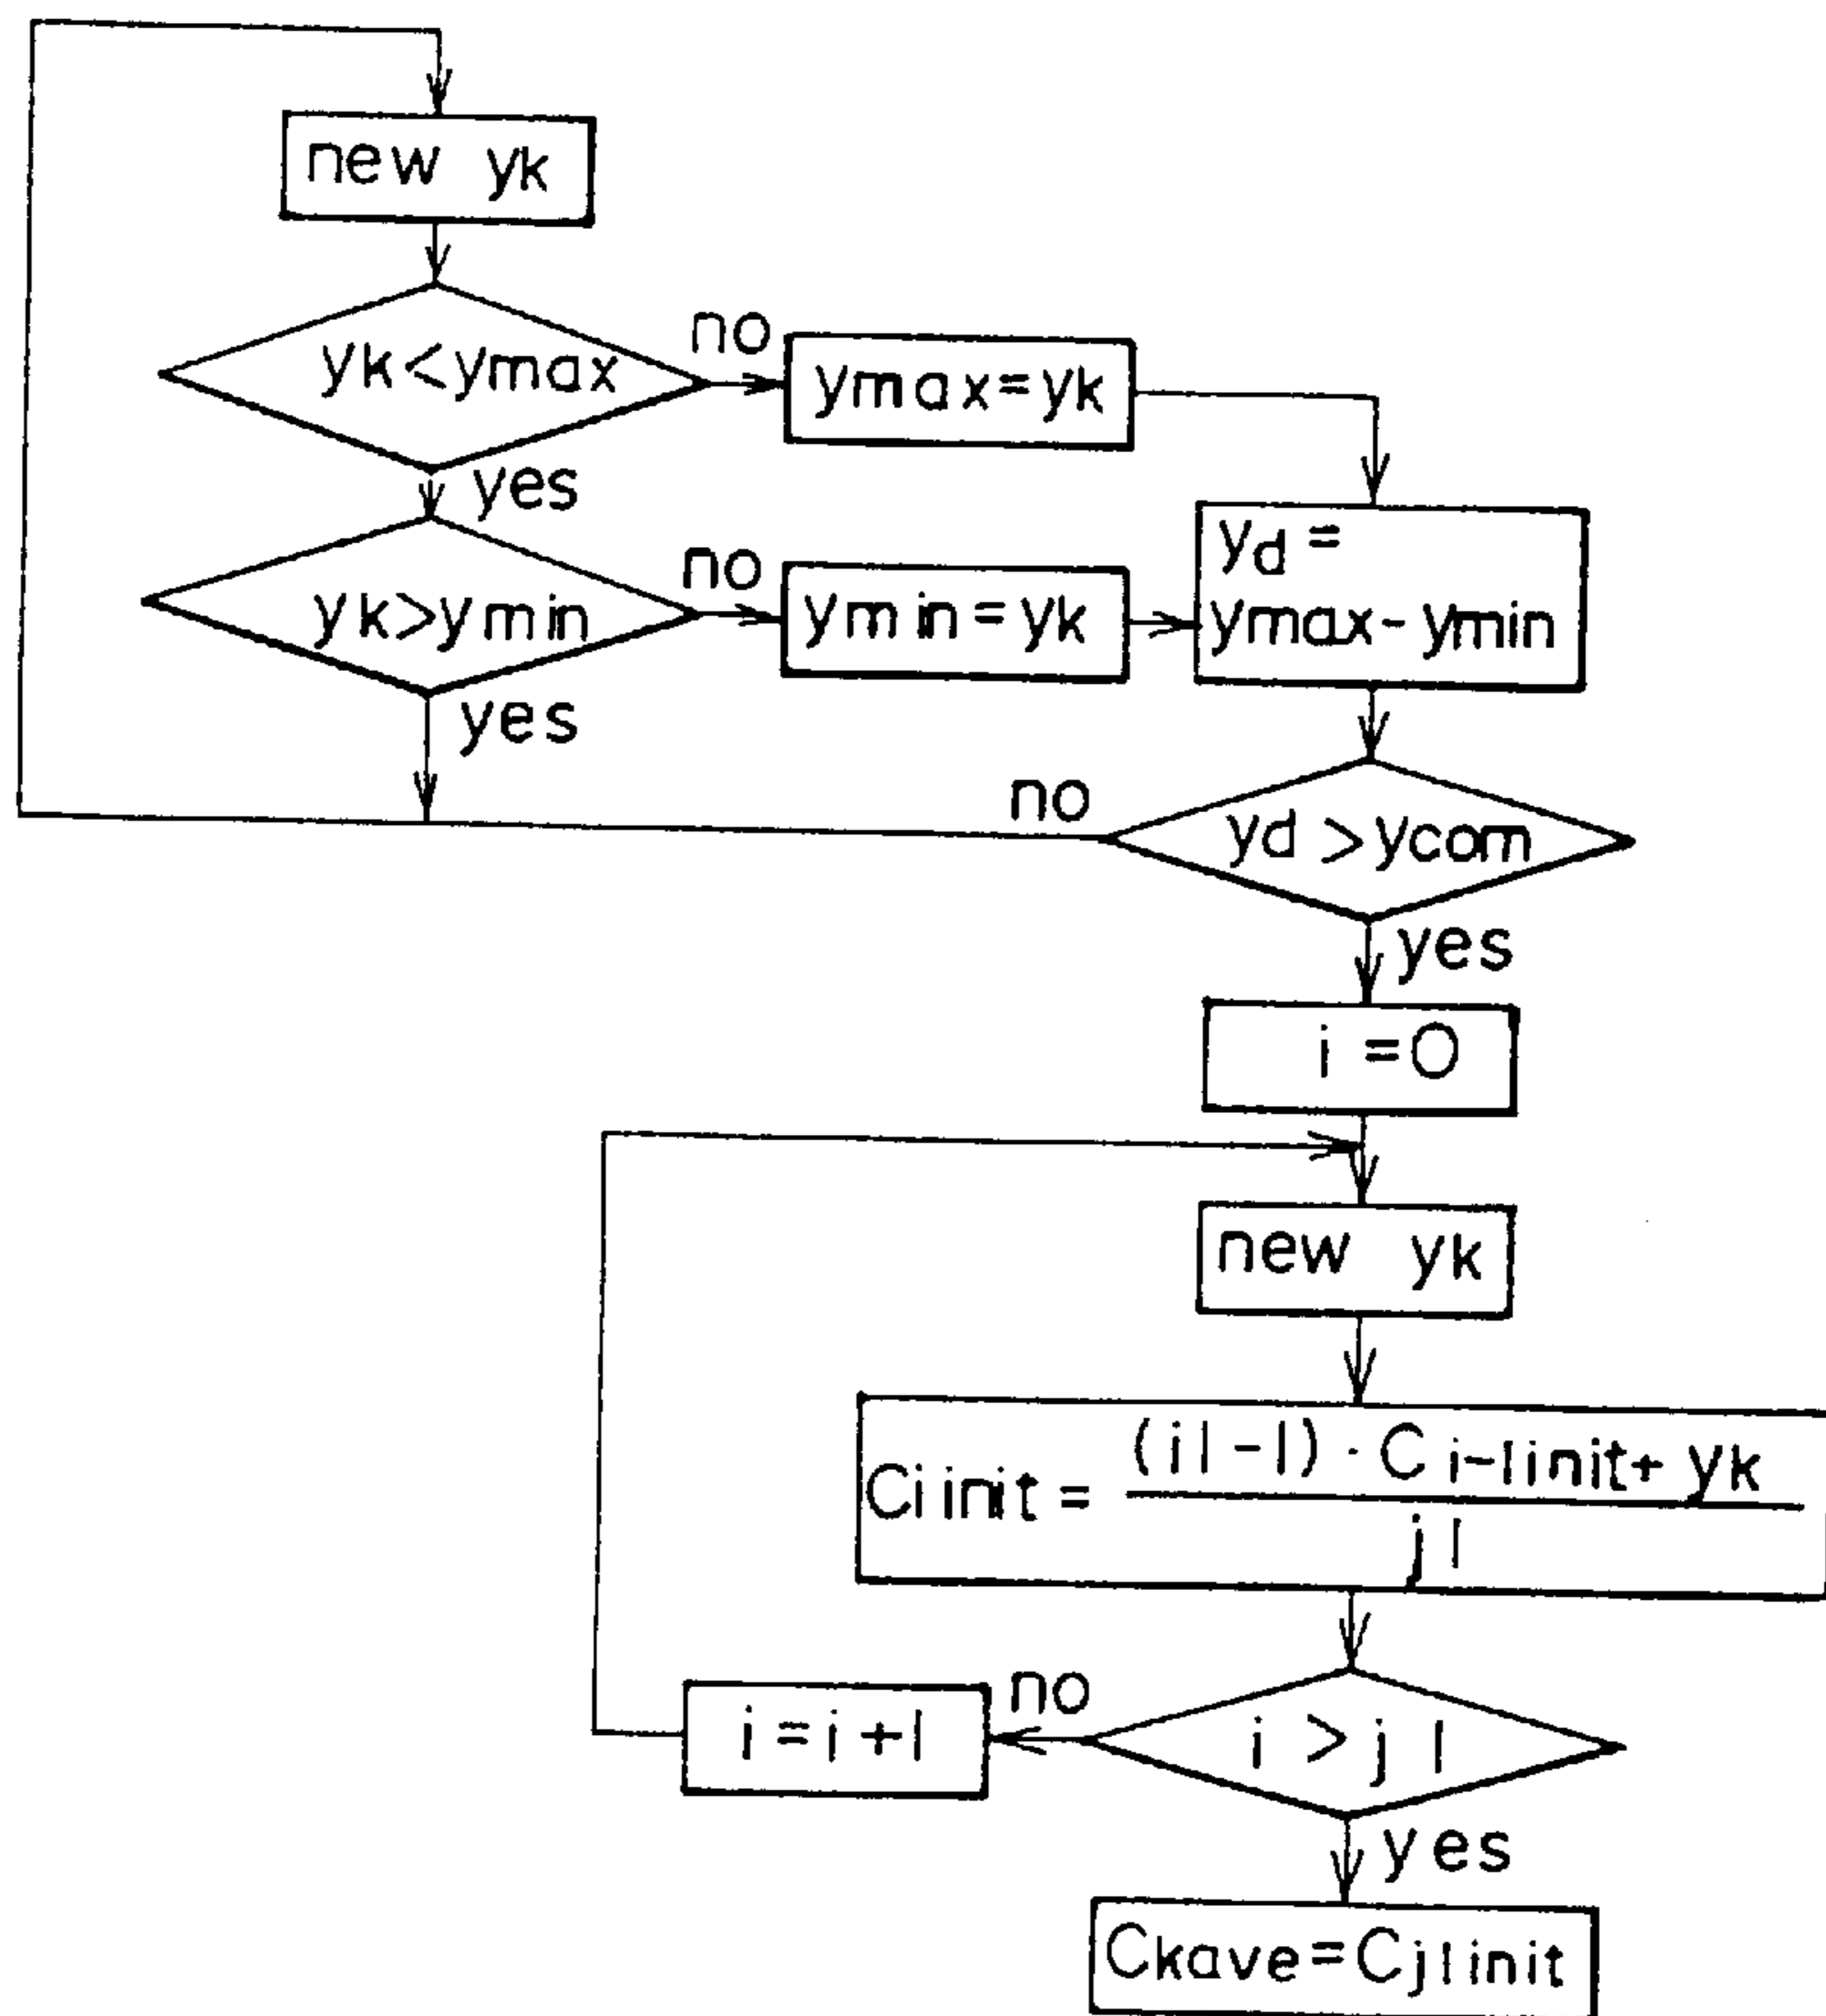 new yk
yk<ymax
no
ymax=yk
yes
yk>ymin
no
ymin=yk
yd=
ymax-ymin
yes
no
yd>ycom
yes
i=0
new yk
Ciinit=
(i1-1)·Ci-1init+yk
j1
i=i+1
no
i>j1
yes
Ckave=Cj1init